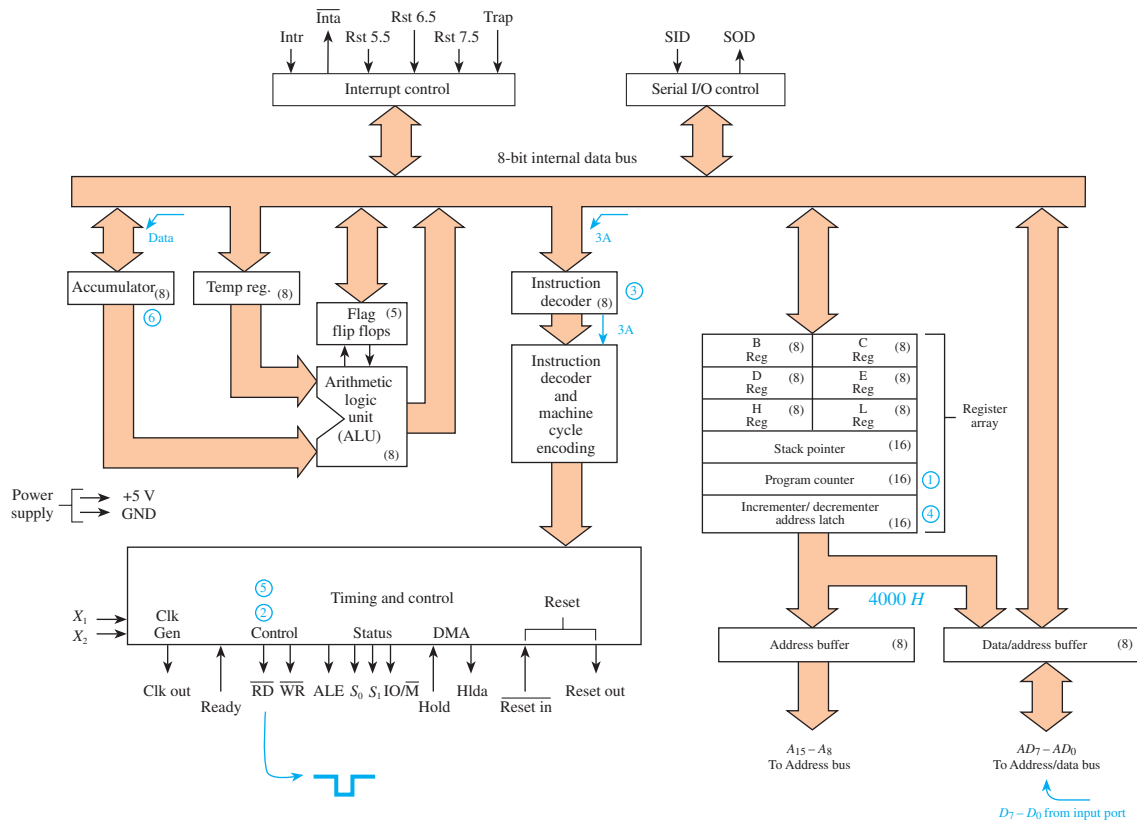 Rst 6.5
Inta
Trap
Intr
Rst 5.5
Rst 7.5
SID
SOD
Interrupt control
Serial I/O control
8-bit internal data bus
Data
3A
Accumulator
(8)
Temp reg.
(8)
Instruction
decoder
(8)
3
6
Flag
flip flops
(5)
3A
Arithmetic
logic
unit
(ALU)
(8)
Instruction
decoder
and
machine
cycle
encoding
B
Reg
(8)
C
Reg
(8)
D
Reg
(8)
E
Reg
(8)
H
Reg
(8)
L
Reg
(8)
Register
array
Stack pointer
(16)
Program counter
(16)
1
Incrementer/ decrementer
address latch
(16)
4
Power
supply
+5 V
GND
5
2
Timing and control
Reset
X1
X2
Clk
Gen
Control
Status
DMA
4000 H
Address buffer
(8)
Data/address buffer
(8)
Clk out
Ready
RD
WR
ALE
S0
S1
IO/M
Hold
Hlda
Reset in
Reset out
A15 – A8
To Address bus
AD7 – AD0
To Address/data bus
D7 – D0 from input port